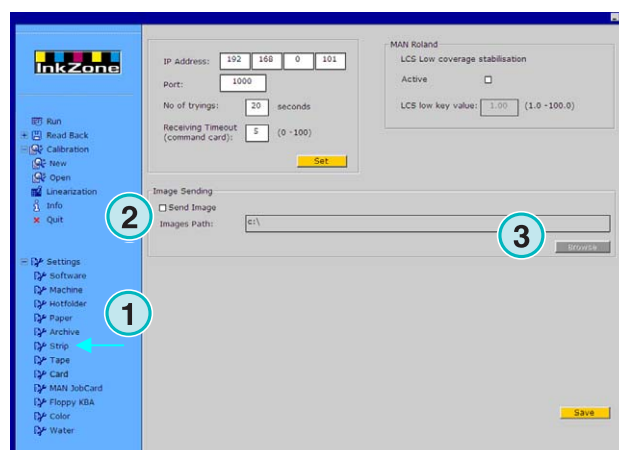 InkZone
Run
Read Back
Calibration
New
Open
Linearization
Info
Quit
Settings
Software
Machine
Hotfolder
Paper
Archive
Strip
Tape
Card
MAN JobCard
Floppy KBA
Color
Water
1
IP Address: 192 168 0 101
Port: 1000
No of tryings: 20 seconds
Receiving Timeout
(command card): 5 (0 -100)
Set
MAN Roland
LCS Low coverage stabilisation
Active
LCS low key value: 1.00 (1.0 -100.0)
Image Sending
2
Send Image
Images Path: c:\
3
Browse
Save